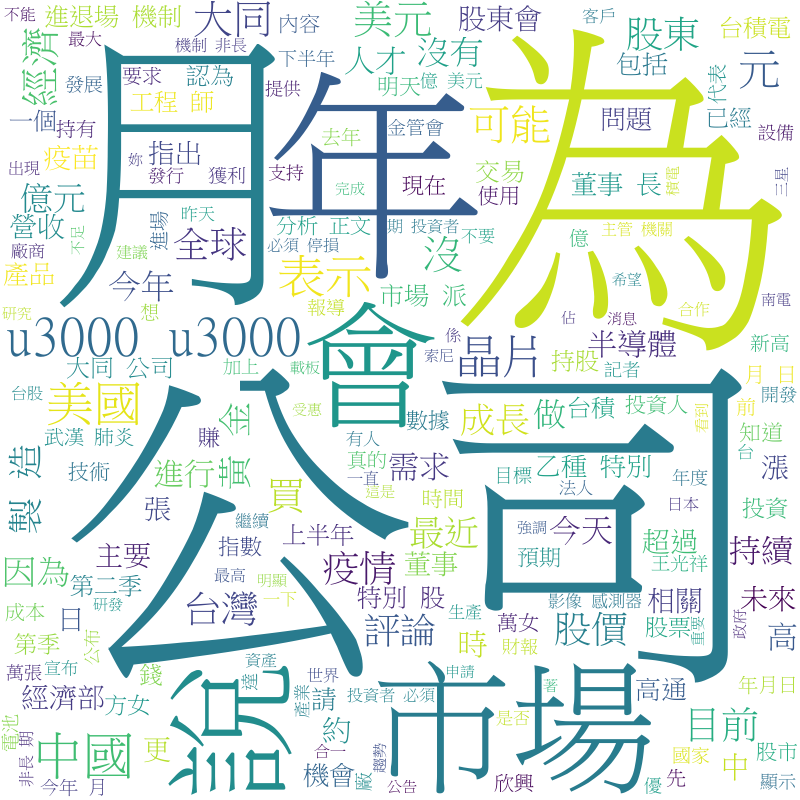 不能
進退場 機制
大同
內容
美元
股東會
客戶
台積電
最大
機制 非長
下半年
人才
沒有
股東
包括
元
代表
經濟
發展
要求
認為
提供
明天
億 美元
已經
設備
一個
持有
工程 師
去年
金管會
可能
問題
疫苗
指出
發行
獲利
支持
現在
交易
使用
董事 長
積電
三星
出現
妳
億元
營收
昨天
完成
分析 正文
期 投資者
必須 停損
不要
億
主管 機關
廠商
不足
建議
進場
全球
表示
沒
希望
產品
今年
想
報導
市場 派
合作
南電
研究
月
年
為
u3000 u3000
會
晶片
佔
消息
半導體
係
索尼
新高
大同 公司
加上
載板
持股
記者
月 日
開發
台股
美國
金
受惠
成長
做
台積
投資人
前
看到
武漢 肺炎
賺
有人
數據
知道
台
製造
技術
進行
黃
真的
一直
需求
目標
乙種 特別
年度
漲
買
這是
法人
日本
張
繼續
上半年
時間
最近
強調
今天
超過
投資
因為
主要
指數
疫情
董事
預期
王光祥
持續
第二季
最高
明顯
一下
公司
成本
研發
日
台灣
特別 股
生產
影像 感測器
相關
未來
第季
公布
評論
時
萬女
股價
股票
重要
政府
高
萬張
宣布
錢
資產
世界
申請
財報
經濟部
方女
說
達
產業
請
投資者 必須
市場
著
高通
年月日
電池
中國
更
約
是否
目前
國家
中
股市
非長 期
機會
合一
廠
趨勢
欣興
優
先
顯示
今年 月
公告